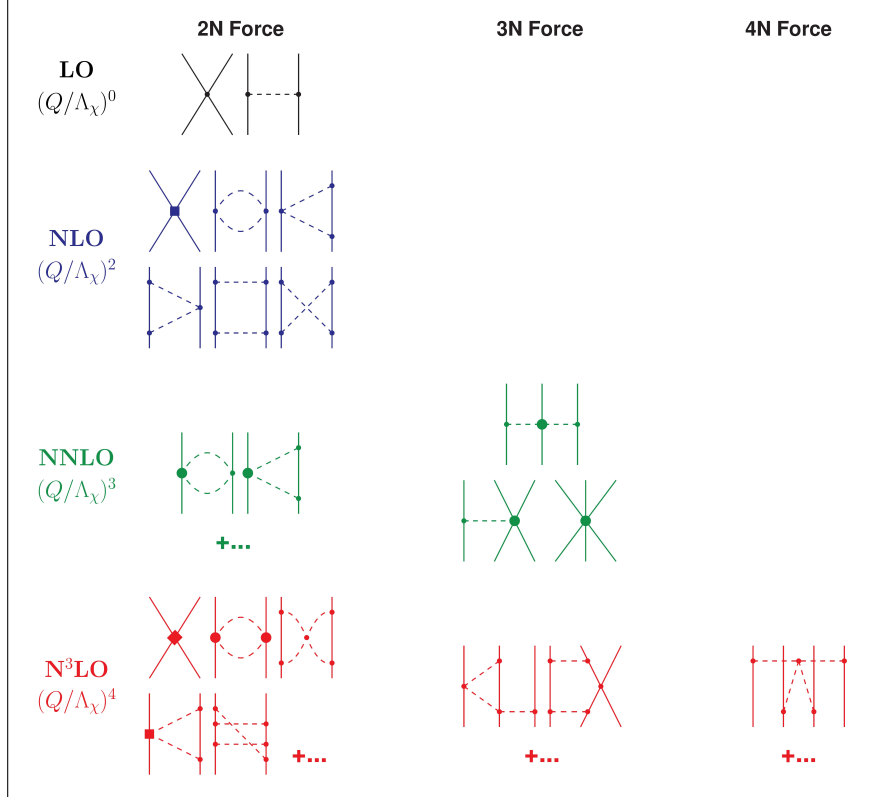 2N Force 3N Force 4N Force
LO
(Q/Λχ)⁰
NLO
(Q/Λχ)²
NNLO
(Q/Λχ)³
+...
N³LO
(Q/Λχ)⁴
+... +... +...